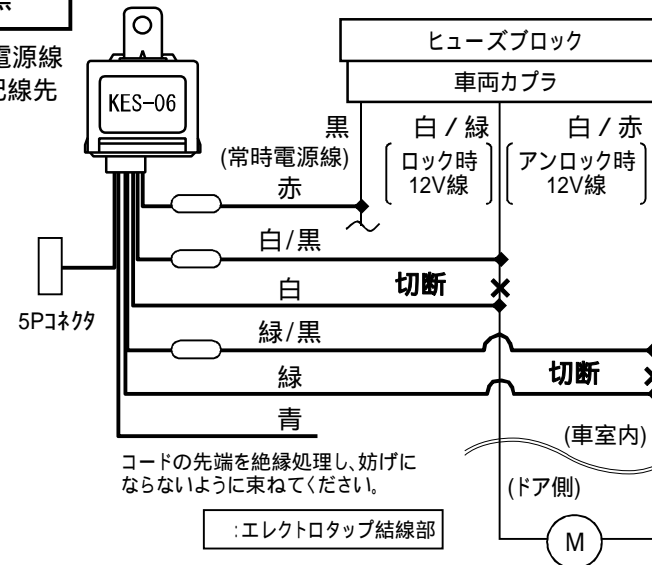 電源線
配線先
KES-06
ヒューズブロック
車両カプラ
黒
(常時電源線)
白 / 緑
ロック時
12V線
白 / 赤
アンロック時
12V線
赤
白/黒
白
切断
5Pコネクタ
緑/黒
緑
切断
青
(車室内)
コードの先端を絶縁処理し、妨げに
ならないように束ねてください。
(ドア側)
:エレクトロタップ結線部
M